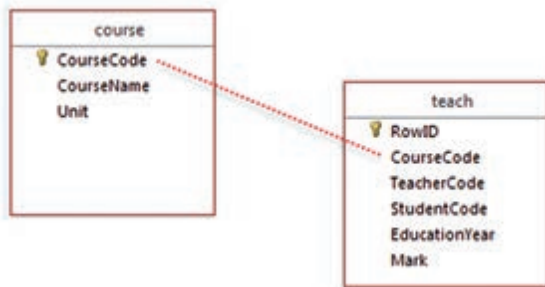 course
CourseCode
CourseName
Unit
teach
RowID
CourseCode
TeacherCode
StudentCode
EducationYear
Mark